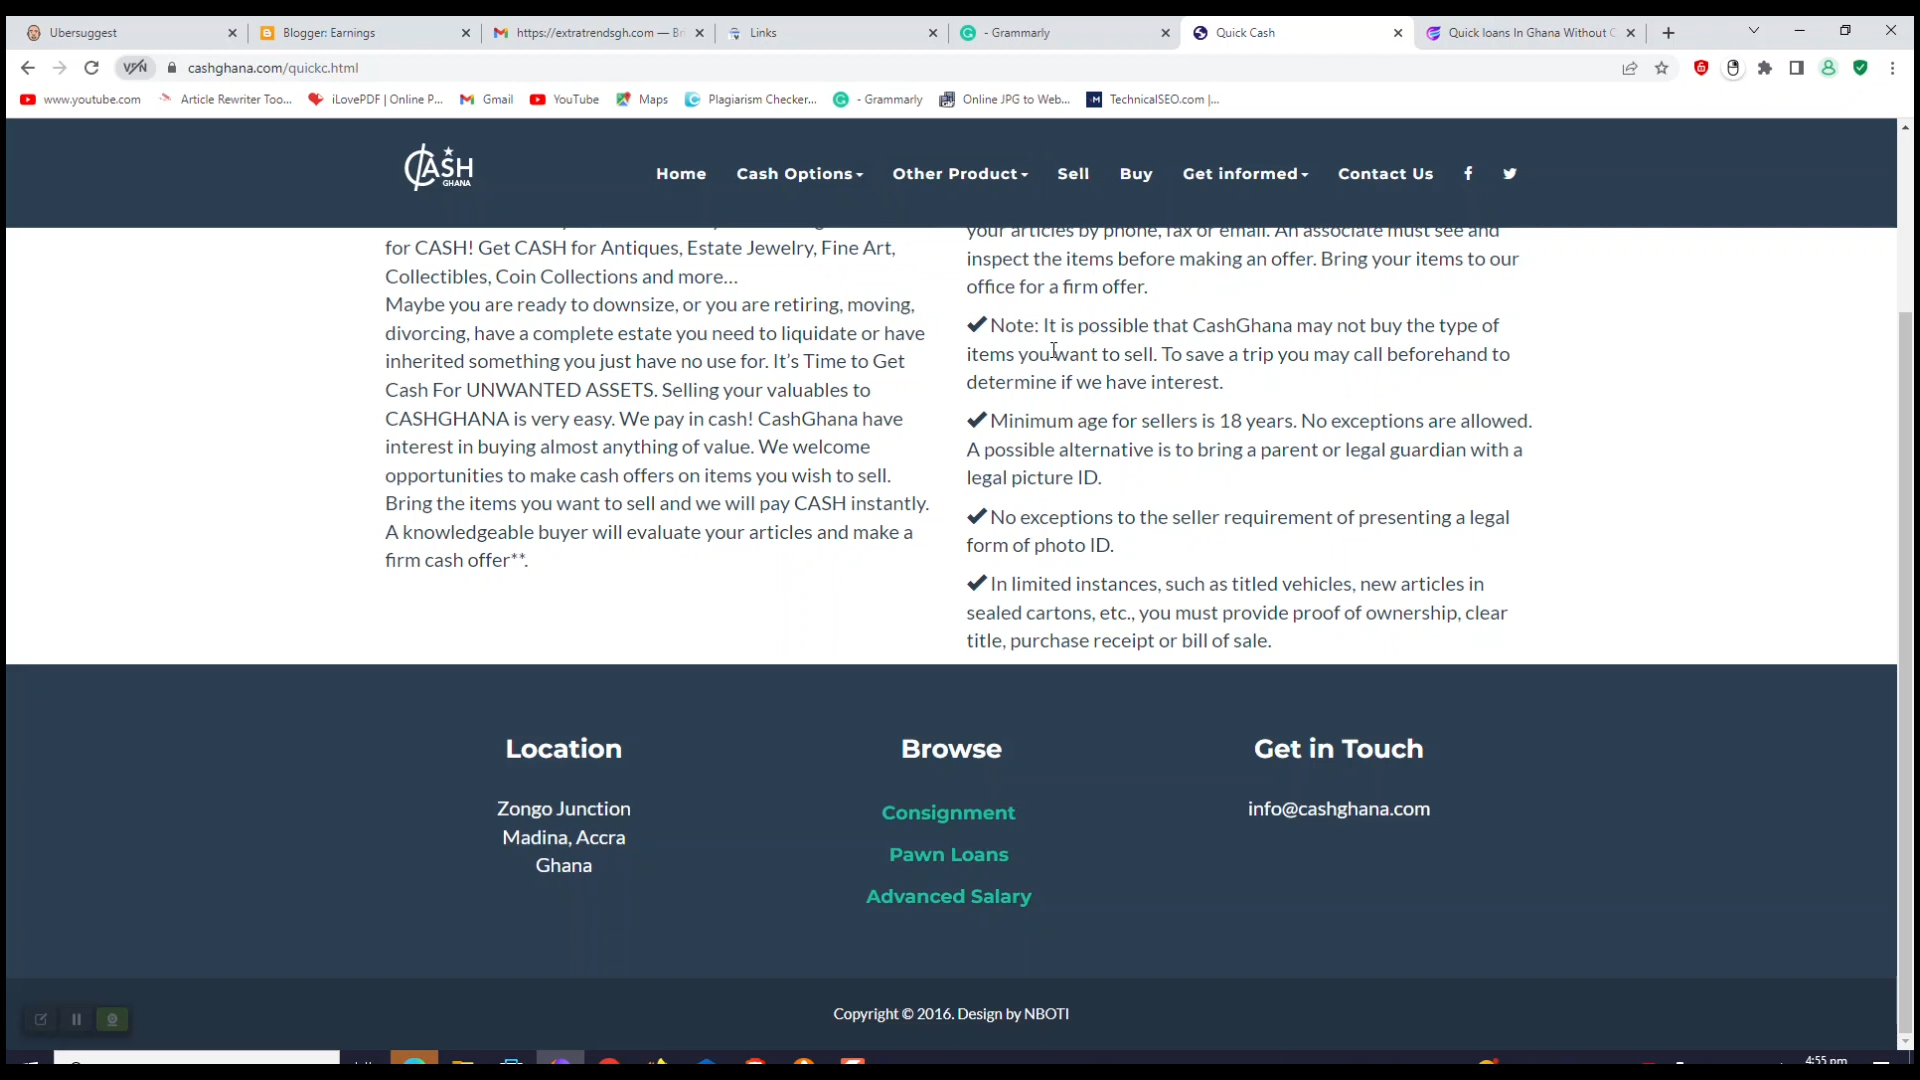 Ubersuggest
Blogger: Earnings
https://extratrendsgh.com — Br
Links
- Grammarly
Quick Cash
Quick loans In Ghana Without C
VPN
cashghana.com/quickc.html
www.youtube.com
Article Rewriter Too...
iLovePDF | Online P...
Gmail
YouTube
Maps
Plagiarism Checker...
- Grammarly
Online JPG to Web...
TechnicalSEO.com |...
CASH
GHANA
Home
Cash Options
Other Product
Sell
Buy
Get informed
Contact Us
for CASH! Get CASH for Antiques, Estate Jewelry, Fine Art,
Collectibles, Coin Collections and more…
Maybe you are ready to downsize, or you are retiring, moving,
divorcing, have a complete estate you need to liquidate or have
inherited something you just have no use for. It’s Time to Get
Cash For UNWANTED ASSETS. Selling your valuables to
CASHGHANA is very easy. We pay in cash! CashGhana have
interest in buying almost anything of value. We welcome
opportunities to make cash offers on items you wish to sell.
Bring the items you want to sell and we will pay CASH instantly.
A knowledgeable buyer will evaluate your articles and make a
firm cash offer**.
your articles by phone, fax or email. An associate must see and
inspect the items before making an offer. Bring your items to our
office for a firm offer.
✔ Note: It is possible that CashGhana may not buy the type of
items you want to sell. To save a trip you may call beforehand to
determine if we have interest.
✔ Minimum age for sellers is 18 years. No exceptions are allowed.
A possible alternative is to bring a parent or legal guardian with a
legal picture ID.
✔ No exceptions to the seller requirement of presenting a legal
form of photo ID.
✔ In limited instances, such as titled vehicles, new articles in
sealed cartons, etc., you must provide proof of ownership, clear
title, purchase receipt or bill of sale.
Location
Zongo Junction
Madina, Accra
Ghana
Browse
Consignment
Pawn Loans
Advanced Salary
Get in Touch
info@cashghana.com
Copyright © 2016. Design by NBOTI
4:55 pm